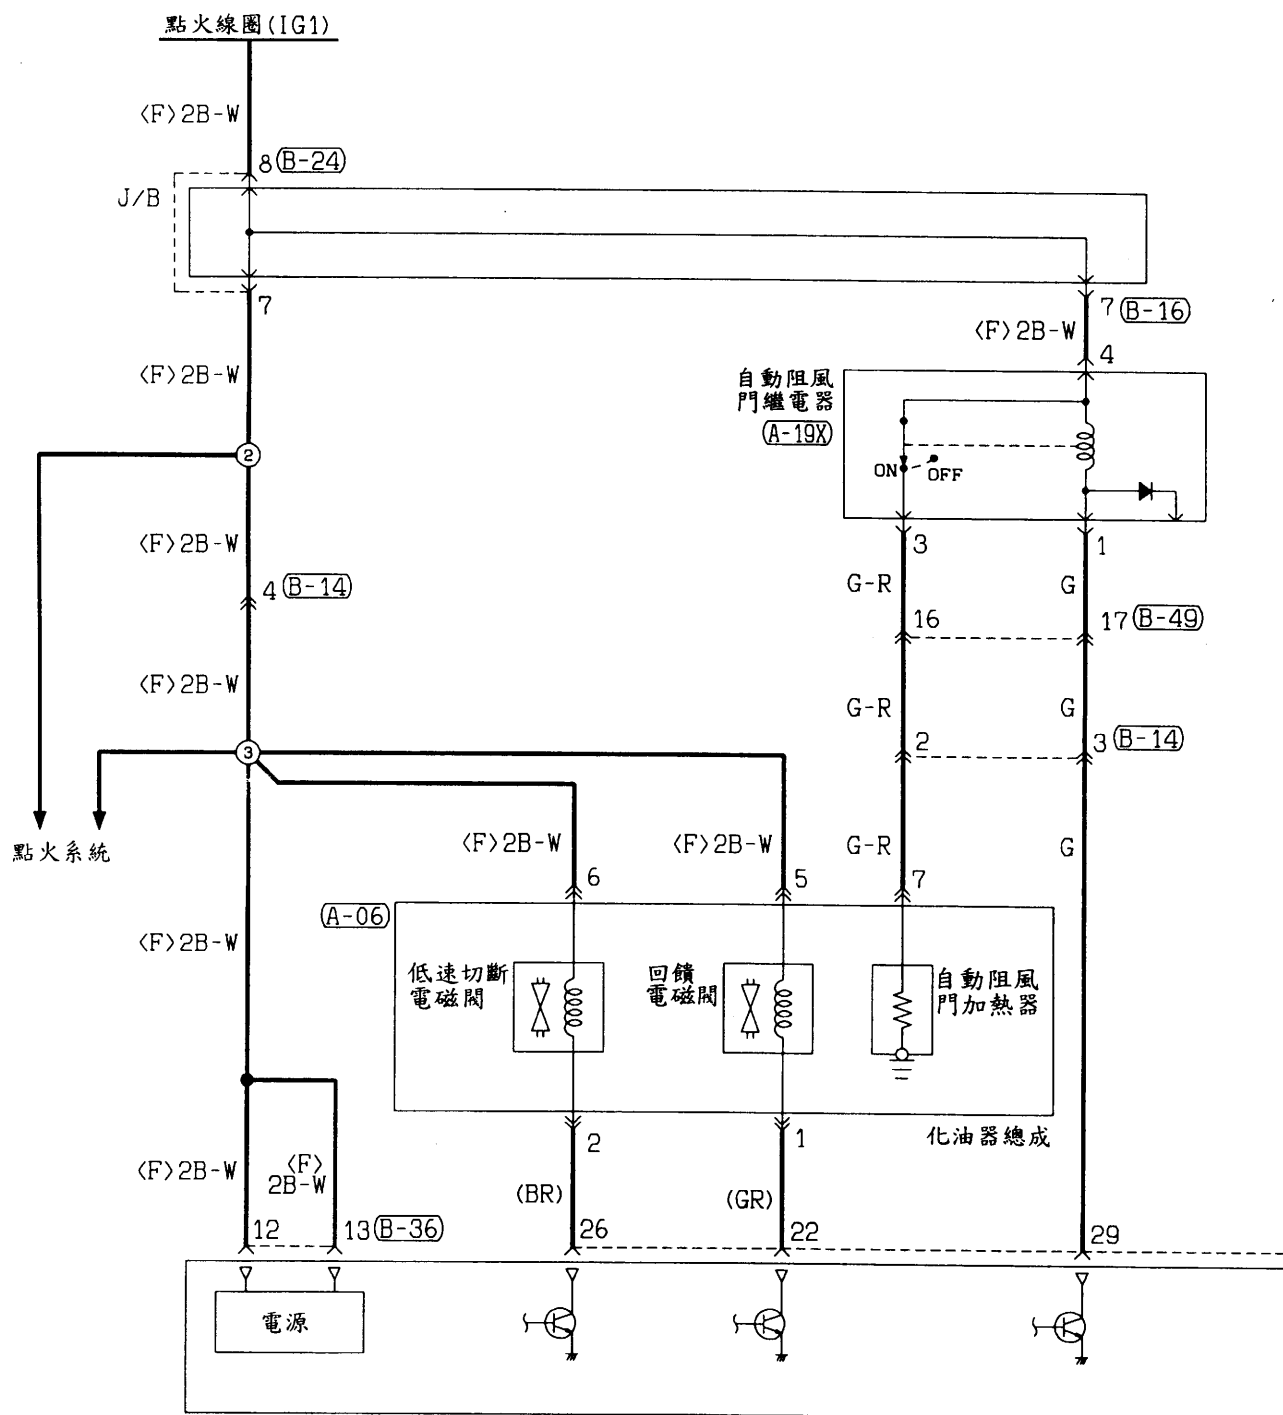 點火線圈(IG1)
<F>2B-W
8 (B-24)
J/B
7
7 (B-16)
<F>2B-W
4
<F>2B-W
自動阻風
門繼電器
(A-19X)
ON
OFF
2
<F>2B-W
3
1
4 (B-14)
G-R
G
16
17 (B-49)
<F>2B-W
G-R
G
2
3 (B-14)
3
點火系統
<F>2B-W
<F>2B-W
G-R
G
6
5
7
(A-06)
<F>2B-W
低速切斷
電磁閥
回饋
電磁閥
自動阻風
門加熱器
化油器總成
2
1
<F>2B-W
<F>
2B-W
(BR)
(GR)
12
13 (B-36)
26
22
29
電源